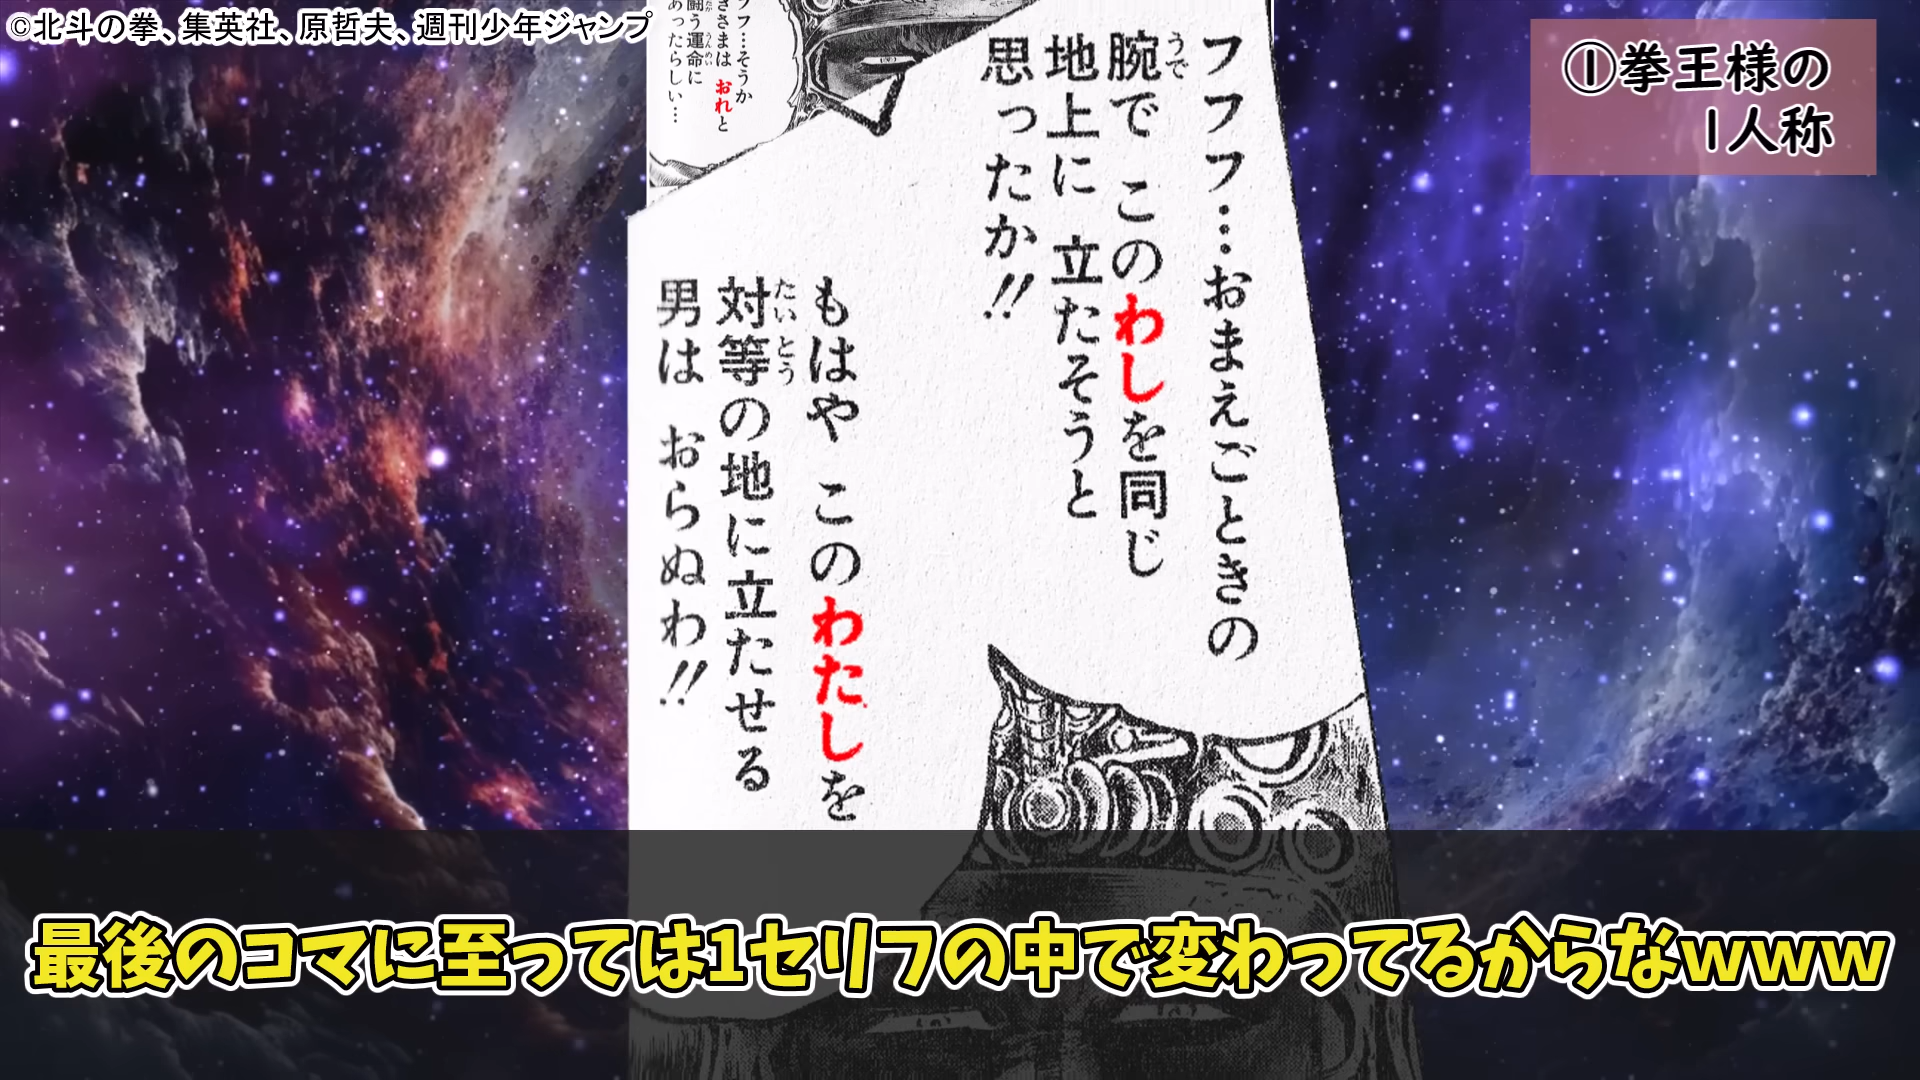 ©北斗の拳、集英社、原哲夫、週刊少年ジャンプ
①拳王様の
1人称
フフ…そうか
きさまは おれと
闘う運命に
あったらしい…
フフフ…おまえごときの
腕で このわしを同じ
うで
地上に 立たそうと
思ったか!!
もはや このわたしを
対等の地に立たせる
たいとう
男は おらぬわ!!
最後のコマに至っては1セリフの中で変わってるからなwww